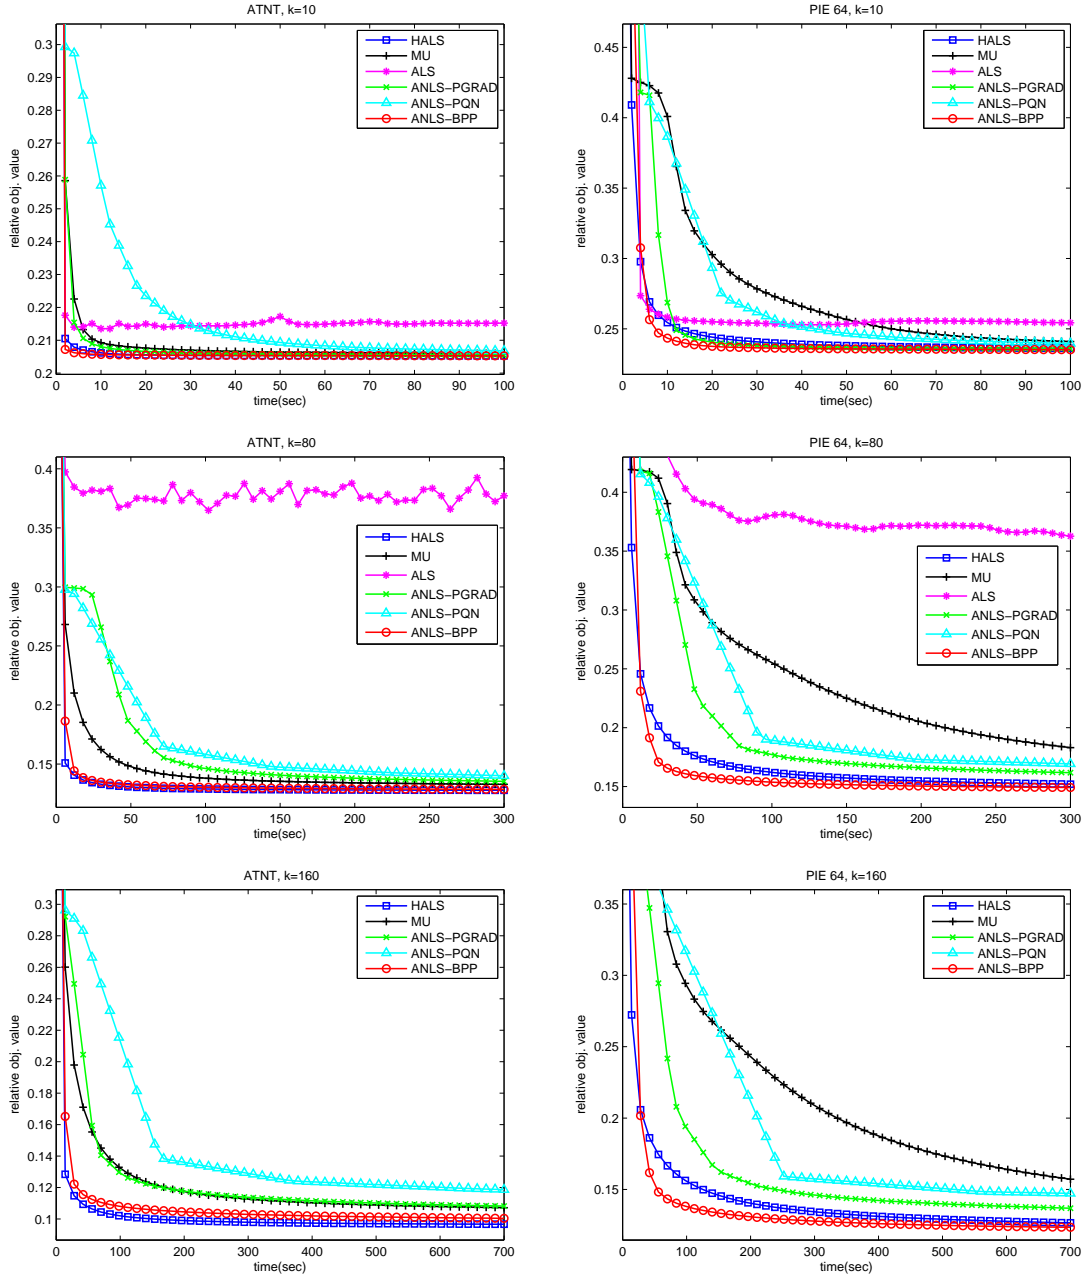 ATNT, k=10
0.3
0.29
0.28
0.27
0.26
0.25
0.24
0.23
0.22
0.21
0.2
relative obj. value
HALS
MU
ALS
ANLS−PGRAD
ANLS−PQN
ANLS−BPP
0 10 20 30 40 50 60 70 80 90 100
time(sec)
PIE 64, k=10
0.45
0.4
0.35
0.3
0.25
relative obj. value
HALS
MU
ALS
ANLS−PGRAD
ANLS−PQN
ANLS−BPP
0 10 20 30 40 50 60 70 80 90 100
time(sec)
ATNT, k=80
0.4
0.35
0.3
0.25
0.2
0.15
relative obj. value
HALS
MU
ALS
ANLS−PGRAD
ANLS−PQN
ANLS−BPP
0 50 100 150 200 250 300
time(sec)
PIE 64, k=80
0.4
0.35
0.3
0.25
0.2
0.15
relative obj. value
HALS
MU
ALS
ANLS−PGRAD
ANLS−PQN
ANLS−BPP
0 50 100 150 200 250 300
time(sec)
ATNT, k=160
0.3
0.28
0.26
0.24
0.22
0.2
0.18
0.16
0.14
0.12
0.1
relative obj. value
HALS
MU
ANLS−PGRAD
ANLS−PQN
ANLS−BPP
0 100 200 300 400 500 600 700
time(sec)
PIE 64, k=160
0.35
0.3
0.25
0.2
0.15
relative obj. value
HALS
MU
ANLS−PGRAD
ANLS−PQN
ANLS−BPP
0 100 200 300 400 500 600 700
time(sec)